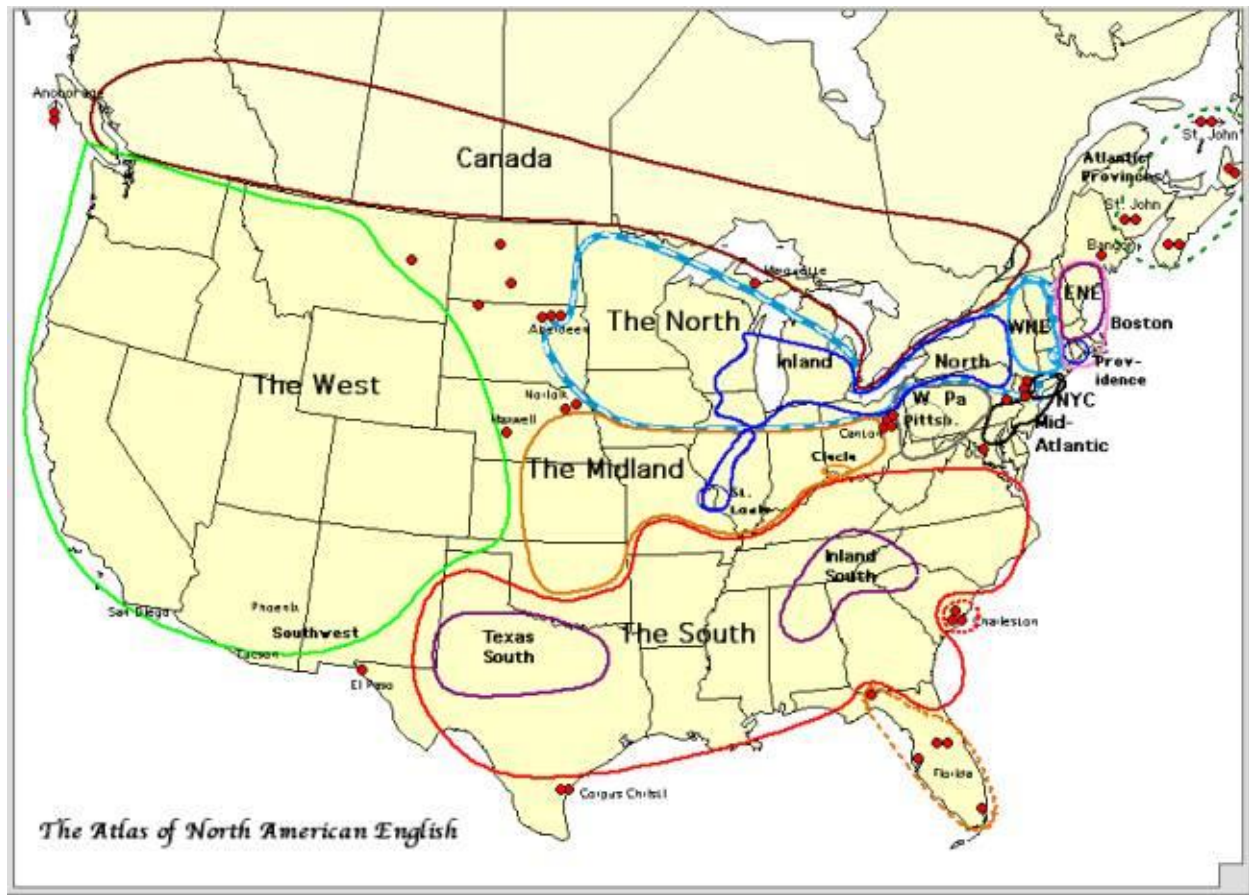 Anchorage
Canada
St. John
Atlantic
Provinces
St. John
Bangor
Marquette
ENE
WNE
Boston
The North
Aberdeen
Inland
North
Prov-
idence
The West
Norfolk
Maxwell
W. Pa
Pittsb.
NYC
Mid-
Atlantic
Canton
DC
Cincin
The Midland
St.
Louis
Inland
South
San Diego
Phoenix
Southwest
Tucson
El Paso
Texas
South
The South
Charleston
Florida
Corpus Christi
The Atlas of North American English